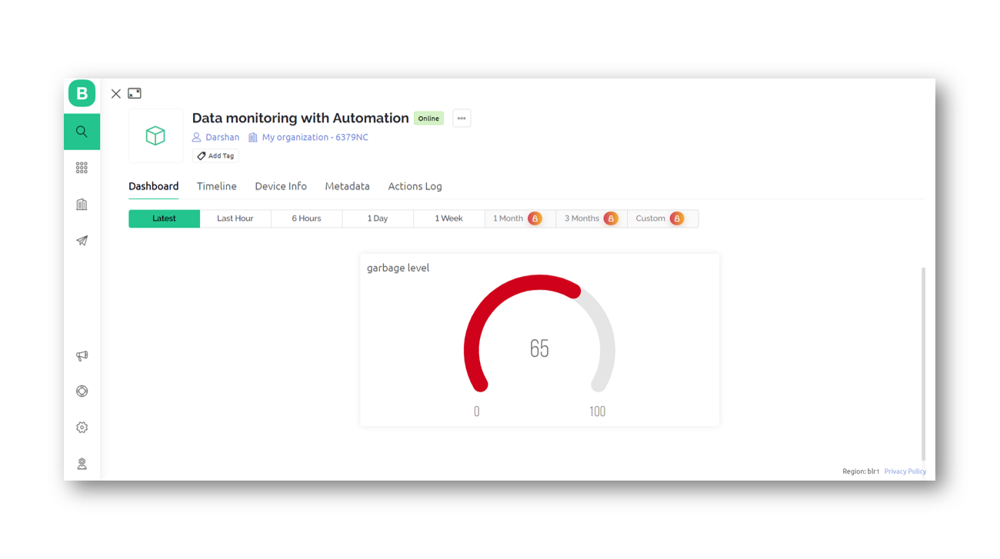 B
Data monitoring with Automation Online
Darshan My organization - 6379NC
Add Tag
Dashboard Timeline Device Info Metadata Actions Log
Latest Last Hour 6 Hours 1 Day 1 Week 1 Month 3 Months Custom
garbage level
65
0 100
Region: blr1 Privacy Policy